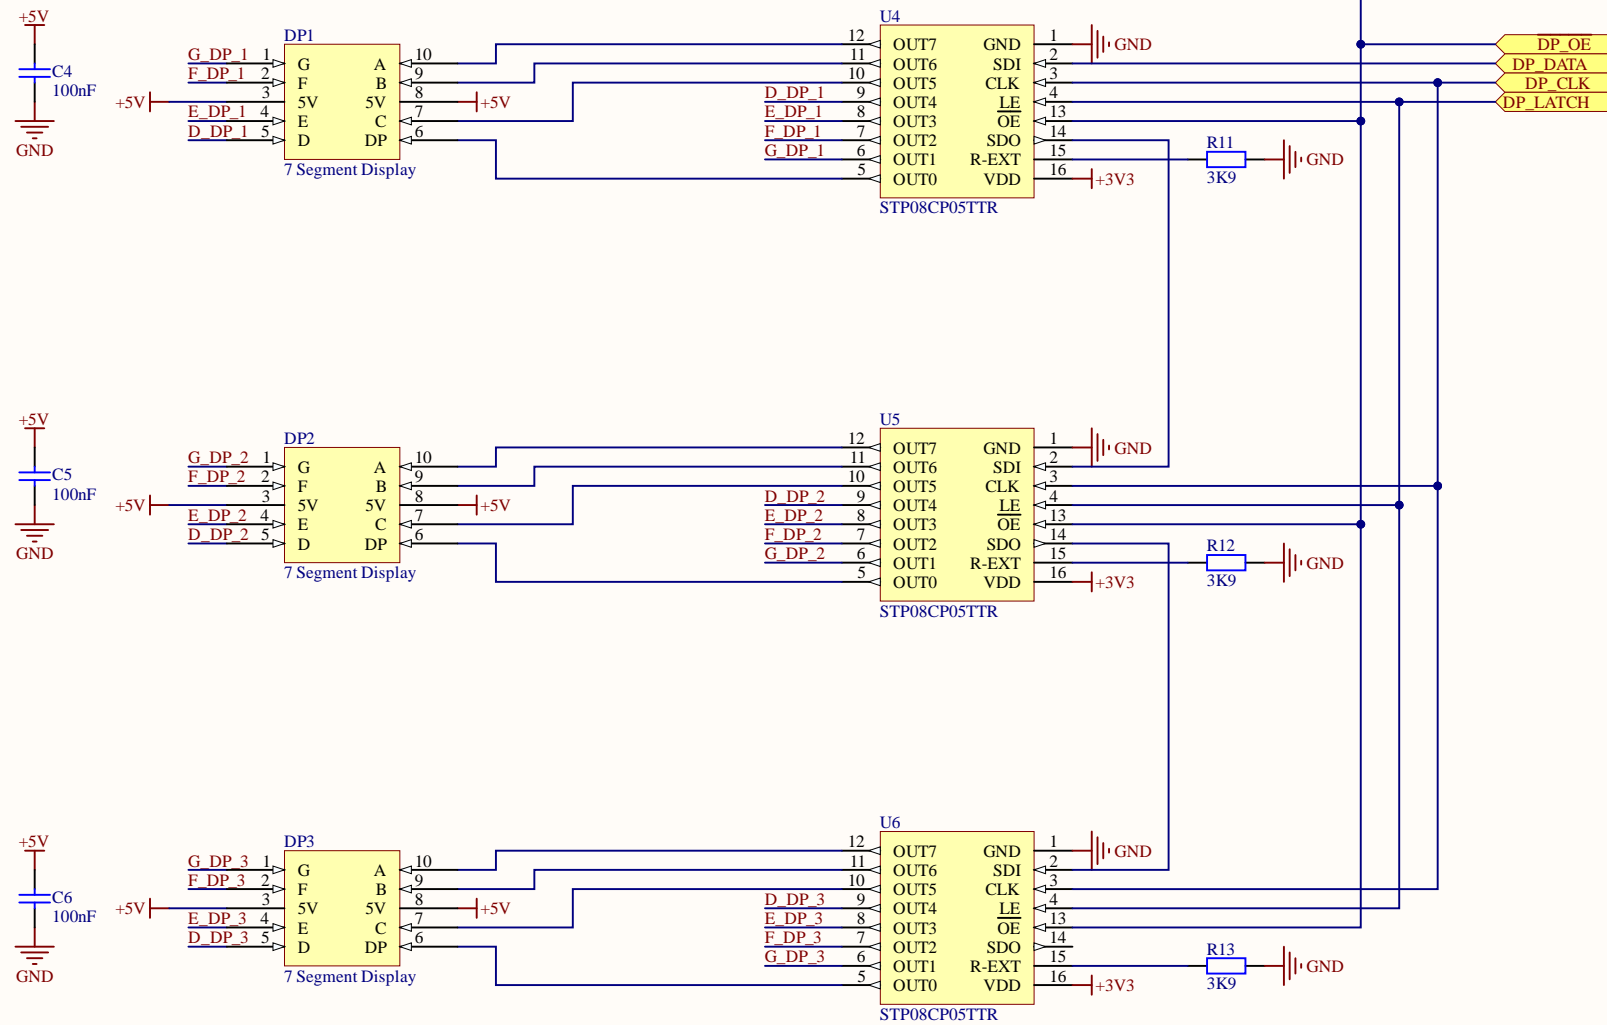 +5V
C4
100nF
GND
DP1
G_DP_1 1 G A 10
F_DP_1 2 F B 9
+5V 3 5V 5V 8 +5V
E_DP_1 4 E C 7
D_DP_1 5 D DP 6
7 Segment Display
U4
12 OUT7 GND 1 GND
11 OUT6 SDI 2
10 OUT5 CLK 3
D_DP_1 9 OUT4 LE 4
E_DP_1 8 OUT3 OE 13
F_DP_1 7 OUT2 SDO 14
G_DP_1 6 OUT1 R-EXT 15
5 OUT0 VDD 16 +3V3
STP08CP05TTR
R11
3K9
GND
DP_OE
DP_DATA
DP_CLK
DP_LATCH
+5V
C5
100nF
GND
DP2
G_DP_2 1 G A 10
F_DP_2 2 F B 9
+5V 3 5V 5V 8 +5V
E_DP_2 4 E C 7
D_DP_2 5 D DP 6
7 Segment Display
U5
12 OUT7 GND 1 GND
11 OUT6 SDI 2
10 OUT5 CLK 3
D_DP_2 9 OUT4 LE 4
E_DP_2 8 OUT3 OE 13
F_DP_2 7 OUT2 SDO 14
G_DP_2 6 OUT1 R-EXT 15
5 OUT0 VDD 16 +3V3
STP08CP05TTR
R12
3K9
GND
+5V
C6
100nF
GND
DP3
G_DP_3 1 G A 10
F_DP_3 2 F B 9
+5V 3 5V 5V 8 +5V
E_DP_3 4 E C 7
D_DP_3 5 D DP 6
7 Segment Display
U6
12 OUT7 GND 1 GND
11 OUT6 SDI 2
10 OUT5 CLK 3
D_DP_3 9 OUT4 LE 4
E_DP_3 8 OUT3 OE 13
F_DP_3 7 OUT2 SDO 14
G_DP_3 6 OUT1 R-EXT 15
5 OUT0 VDD 16 +3V3
STP08CP05TTR
R13
3K9
GND